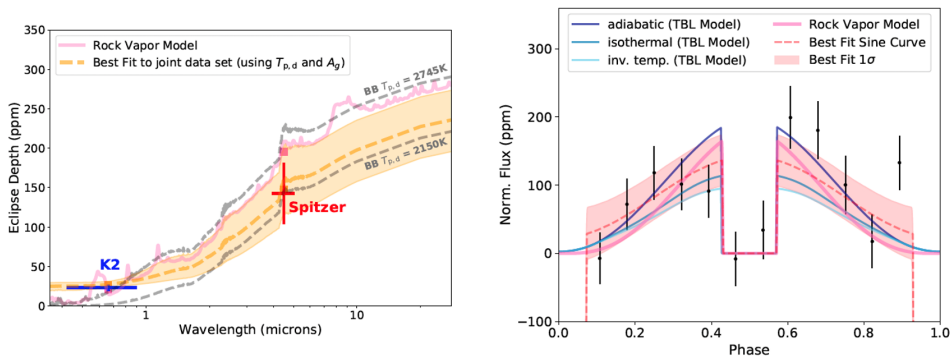 350
300
250
200
150
100
50
0
Eclipse Depth (ppm)
Rock Vapor Model
Best Fit to joint data set (using T_p,d and A_g)
BB T_p,d = 2745K
BB T_p,d = 2150K
Spitzer
K2
1 10
Wavelength (microns)
300
200
100
0
−100
Norm. Flux (ppm)
adiabatic (TBL Model)
isothermal (TBL Model)
inv. temp. (TBL Model)
Rock Vapor Model
Best Fit Sine Curve
Best Fit 1σ
0.0 0.2 0.4 0.6 0.8 1.0
Phase